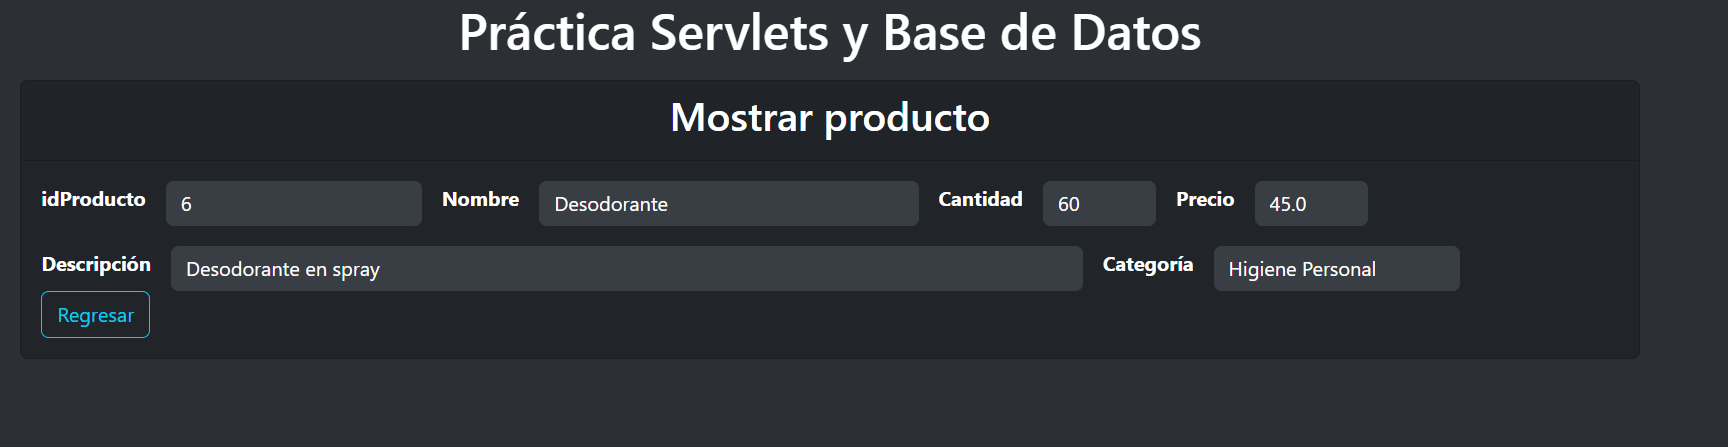 Práctica Servlets y Base de Datos
Mostrar producto
idProducto 6 Nombre Desodorante Cantidad 60 Precio 45.0
Descripción Desodorante en spray Categoría Higiene Personal
Regresar